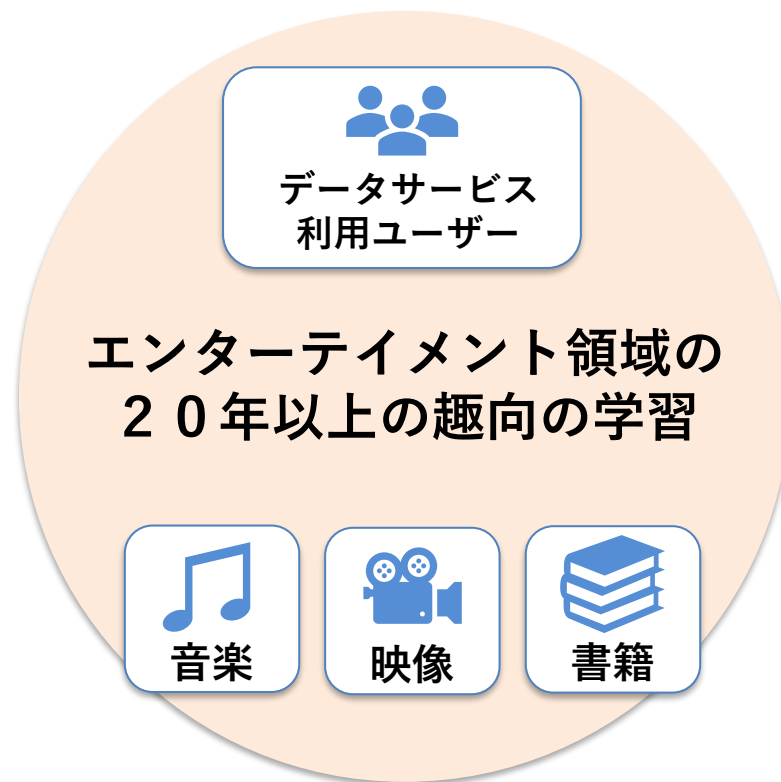 データサービス
利用ユーザー
エンターテイメント領域の
２０年以上の趣向の学習
音楽
映像
書籍